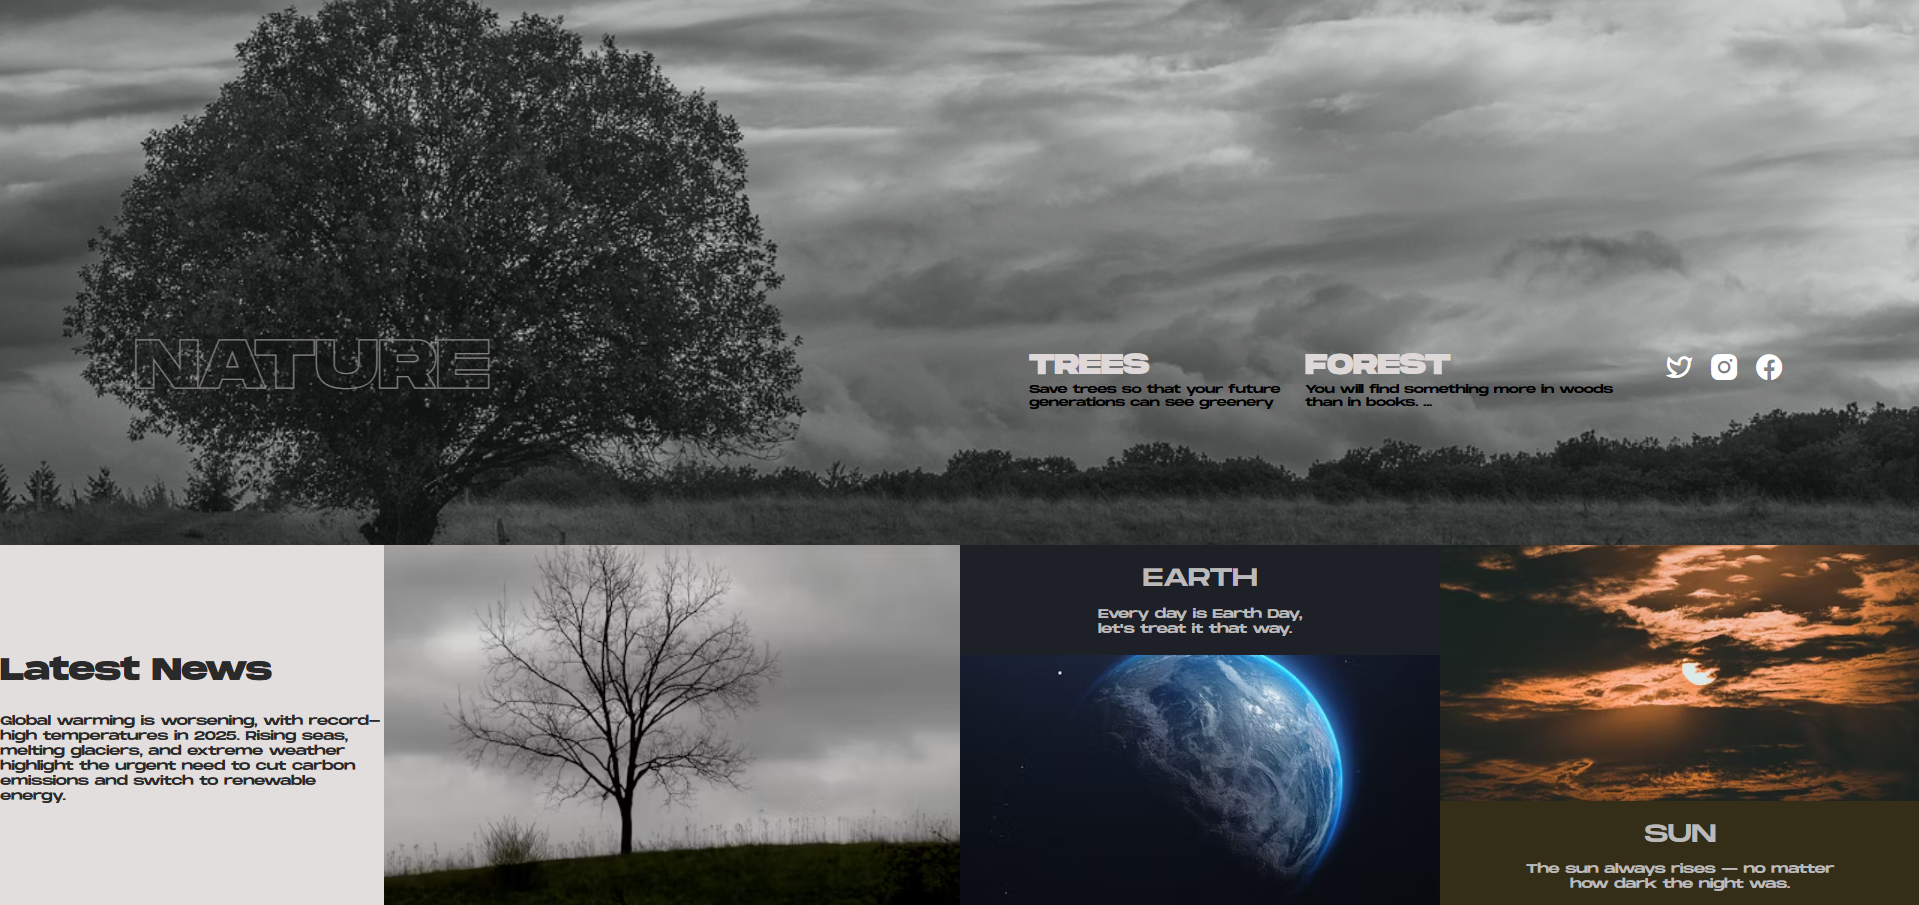 NATURE
TREES
Save trees so that your future
generations can see greenery
FOREST
You will find something more in woods
than in books. ...
Latest News
Global warming is worsening, with record-
high temperatures in 2025. Rising seas,
melting glaciers, and extreme weather
highlight the urgent need to cut carbon
emissions and switch to renewable
energy.
EARTH
Every day is Earth Day,
let's treat it that way.
SUN
The sun always rises — no matter
how dark the night was.